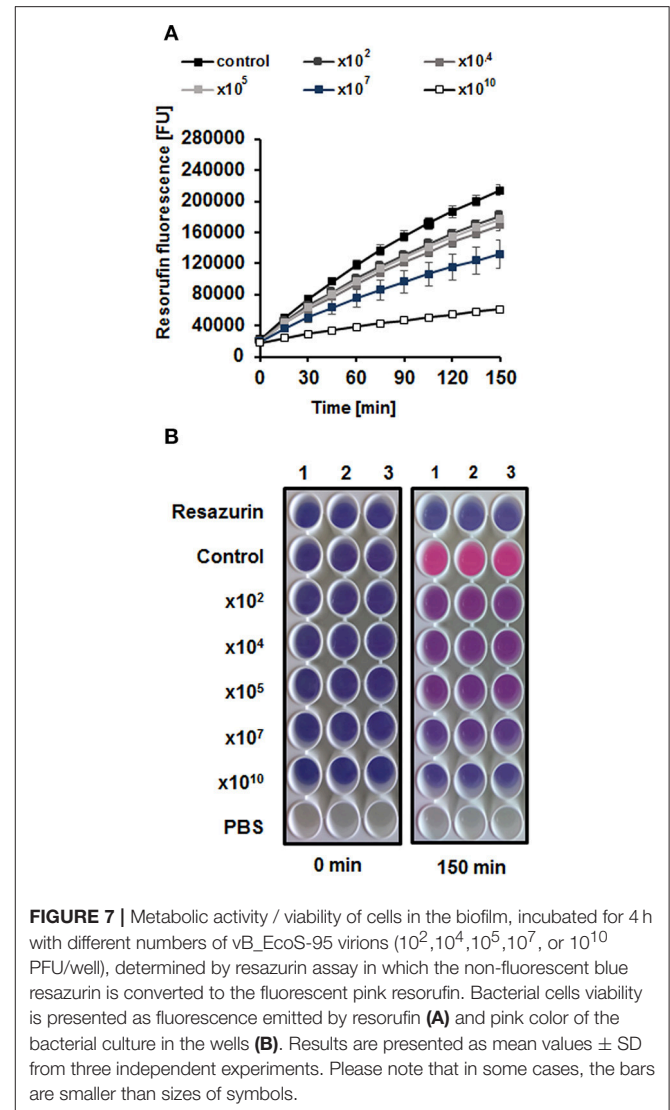 A
control x10² x10.⁴
x10⁵ x10⁷ x10¹⁰
Resorufin fluorescence [FU]
280000
240000
200000
160000
120000
80000
40000
0
0 30 60 90 120 150
Time [min]
B
1 2 3 1 2 3
Resazurin
Control
x10²
x10⁴
x10⁵
x10⁷
x10¹⁰
PBS
0 min 150 min
FIGURE 7 | Metabolic activity / viability of cells in the biofilm, incubated for 4 h
with different numbers of vB_EcoS-95 virions (10²,10⁴,10⁵,10⁷, or 10¹⁰
PFU/well), determined by resazurin assay in which the non-fluorescent blue
resazurin is converted to the fluorescent pink resorufin. Bacterial cells viability
is presented as fluorescence emitted by resorufin (A) and pink color of the
bacterial culture in the wells (B). Results are presented as mean values ± SD
from three independent experiments. Please note that in some cases, the bars
are smaller than sizes of symbols.